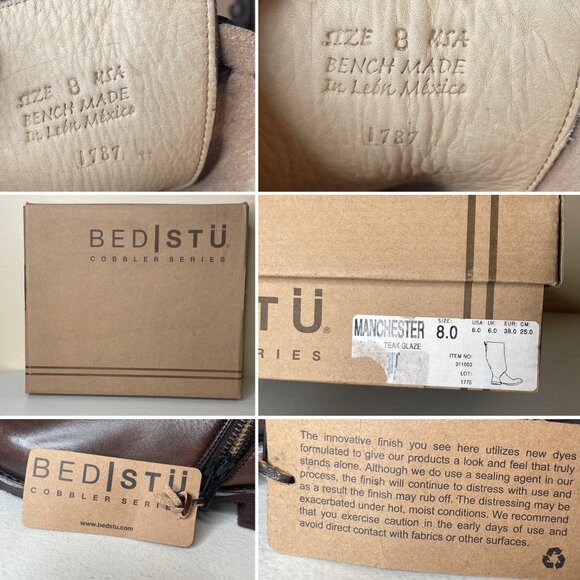 SIZE 8 USA
BENCH MADE
In León México
1787
SIZE 8 USA
BENCH MADE
In León México
1787
BED|STÜ®
COBBLER SERIES
STÜ®
SERIES
MANCHESTER
TEAK GLAZE
SIZE:
8.0
USA: UK: EUR: CM:
8.0 6.0 38.0 25.0
ITEM NO:
311083
LOT:
1775
BED|STÜ
COBBLER SERIES
www.bedstu.com
The innovative finish you see here utilizes new dyes
formulated to give our products a look and feel that truly
stands alone. Although we do use a sealing agent in our
process, the finish will continue to distress with use and
as a result the finish may rub off. The distressing may be
exacerbated under hot, moist conditions. We recommend
that you exercise caution in the early days of use and
avoid direct contact with fabrics or other surfaces.